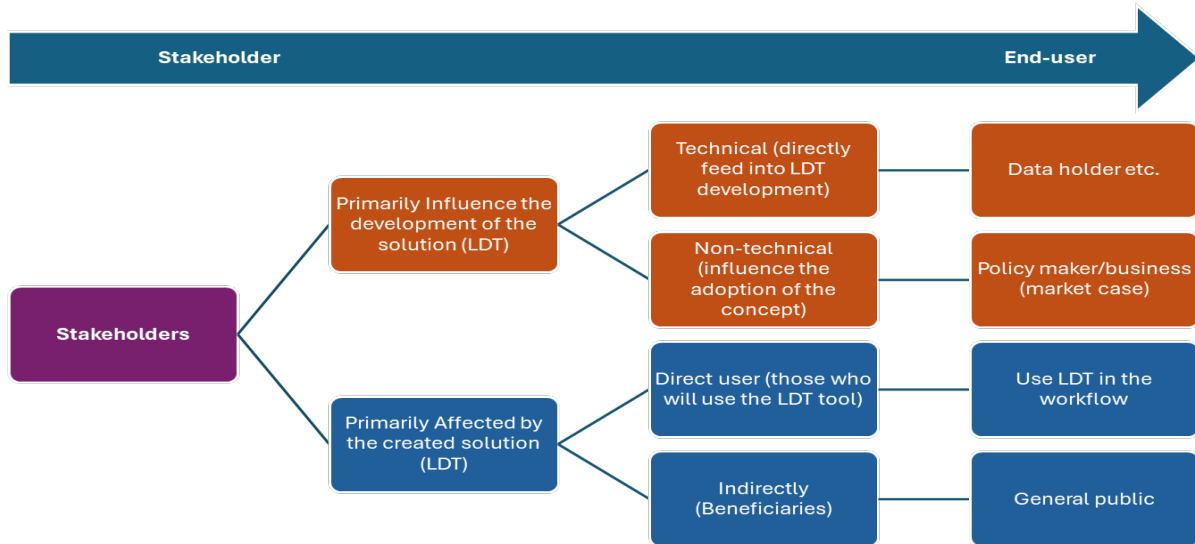 Stakeholder
End-user
Technical (directly
feed into LDT
development)
Data holder etc.
Primarily Influence the
development of the
solution (LDT)
Non-technical
(influence the
adoption of the
concept)
Policy maker/business
(market case)
Stakeholders
Direct user (those who
will use the LDT tool)
Use LDT in the
workflow
Primarily Affected by
the created solution
(LDT)
Indirectly
(Beneficiaries)
General public